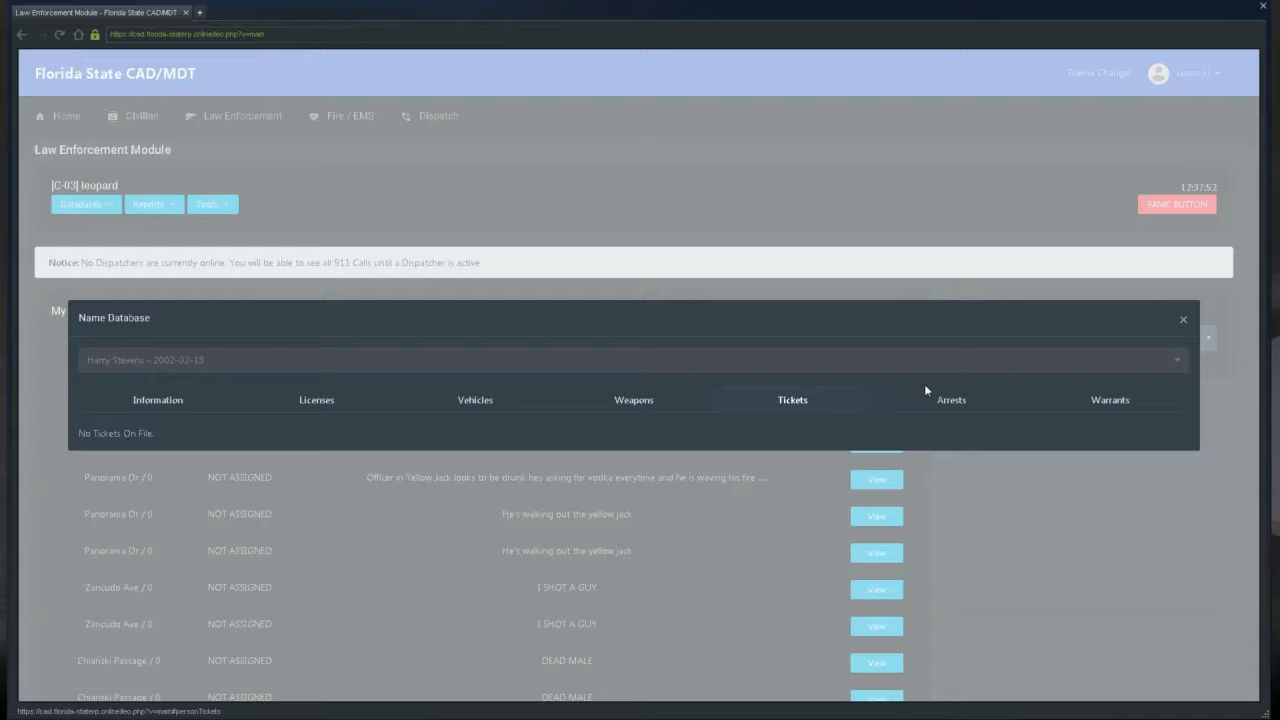 Law Enforcement Module - Florida State CAD/MDT
https://cad.florida-staterp.online/leo.php?v=main
Florida State CAD/MDT
Theme Changer
Home
Civilian
Law Enforcement
Fire / EMS
Dispatch
Law Enforcement Module
[C-03] leopard
12:37:52
Databases
Reports
Tools
PANIC BUTTON
Notice: No Dispatchers are currently online. You will be able to see all 911 Calls until a Dispatcher is active
My
Name Database
Harry Stevens - 2002-02-13
Information
Licenses
Vehicles
Weapons
Tickets
Arrests
Warrants
No Tickets On File.
Panorama Dr / 0 NOT ASSIGNED Officer in Yellow Jack looks to be drunk hes asking for vodka everytime and he is waving his fire .... View
Panorama Dr / 0 NOT ASSIGNED He's walking out the yellow jack View
Panorama Dr / 0 NOT ASSIGNED He's walking out the yellow jack View
Zancudo Ave / 0 NOT ASSIGNED I SHOT A GUY View
Zancudo Ave / 0 NOT ASSIGNED I SHOT A GUY View
Chianski Passage / 0 NOT ASSIGNED DEAD MALE View
Chianski Passage / 0 NOT ASSIGNED DEAD MALE View
https://cad.florida-staterp.online/leo.php?v=main#personTickets